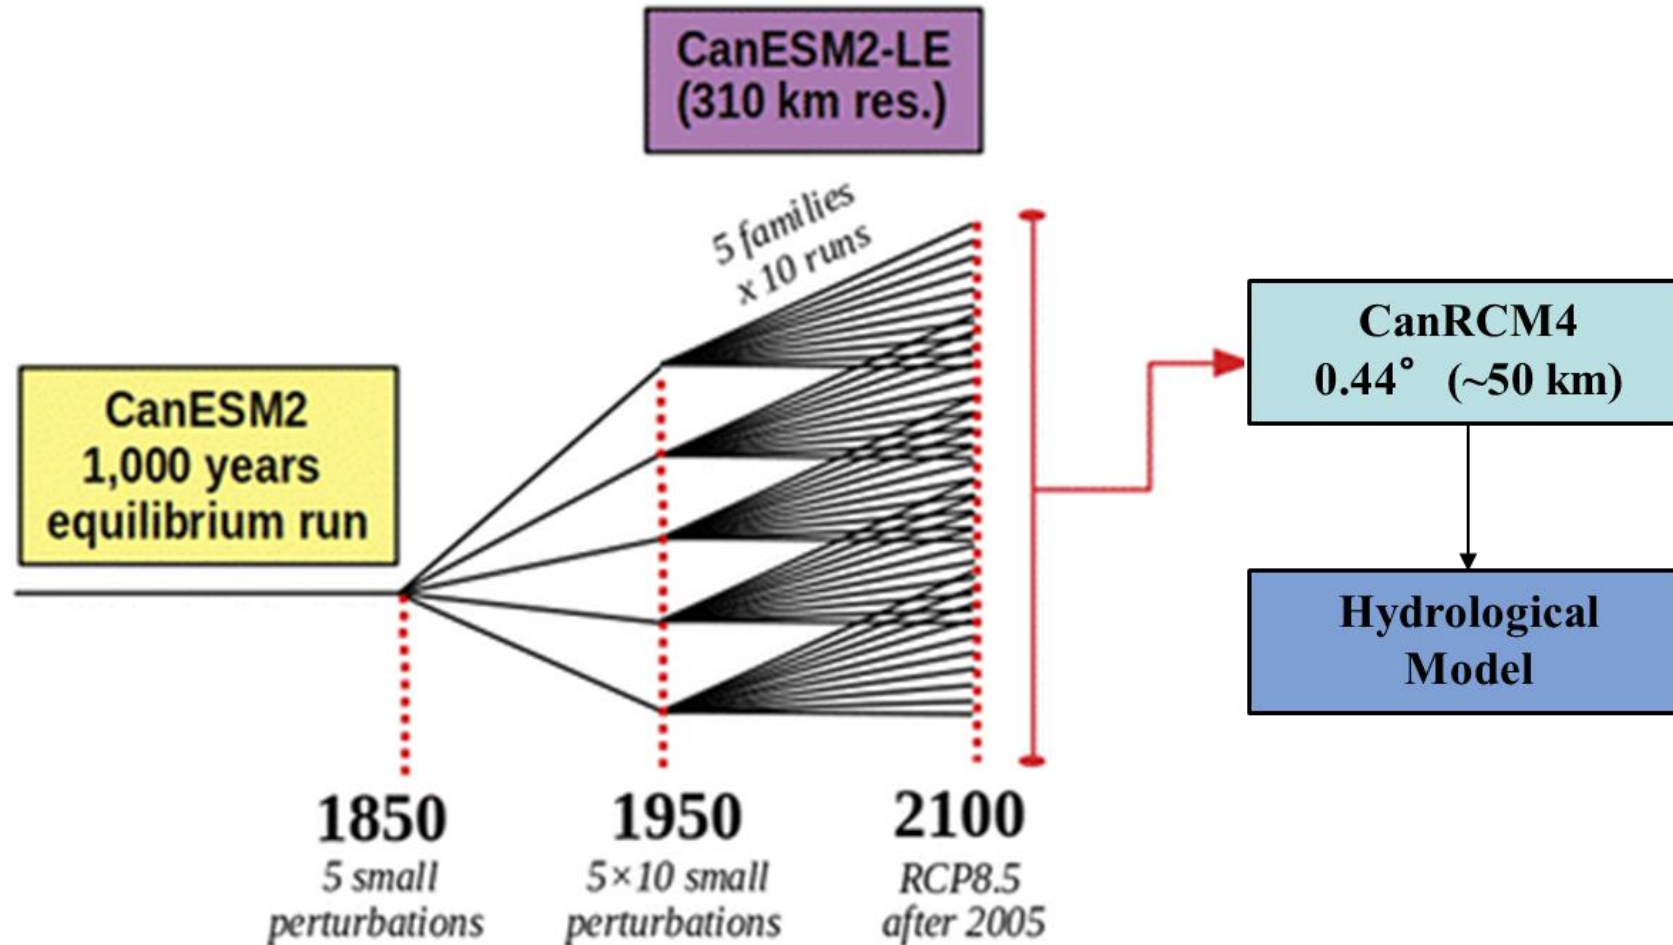 CanESM2-LE
(310 km res.)
5 families
x 10 runs
CanESM2
1,000 years
equilibrium run
CanRCM4
0.44° (~50 km)
Hydrological
Model
1850
5 small
perturbations
1950
5×10 small
perturbations
2100
RCP8.5
after 2005